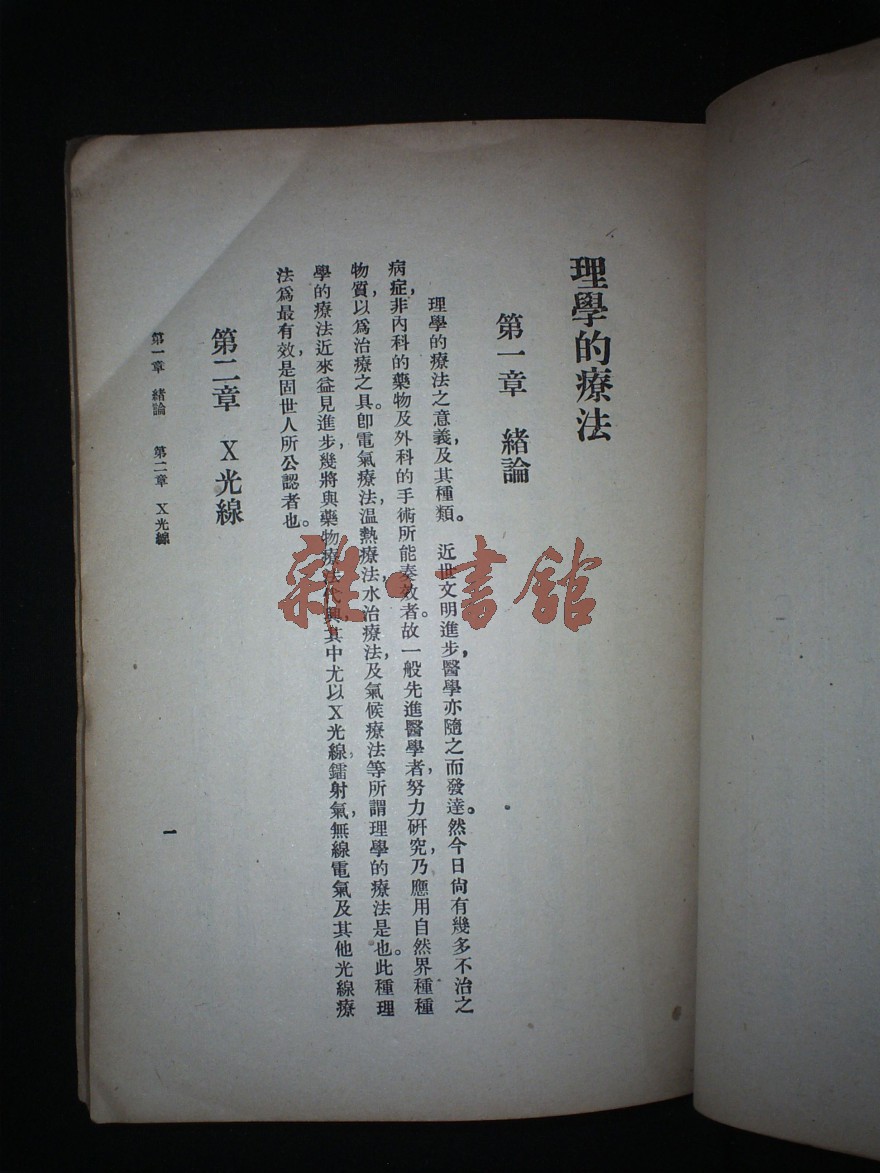 理學的療法
第一章 緒論
理學的療法之意義,及其種類。 近世文明進步,醫學亦隨之而發達。然今日尙有幾多不治之
病症,非內科的藥物及外科的手術所能奏效者。故一般先進醫學者,努力硏究,乃應用自然界種種
物質,以爲治療之具。卽電氣療法,温熱療法,水治療法,及氣候療法等所謂理學的療法是也。此種理
學的療法近來益見進步,幾將與藥物療法代興,其中尤以X光線,鐳射氣,無線電氣及其他光線療
法爲最有效,是固世人所公認者也。
第二章 X光線
第一章 緒論 第二章 X光線
一
雜·書館